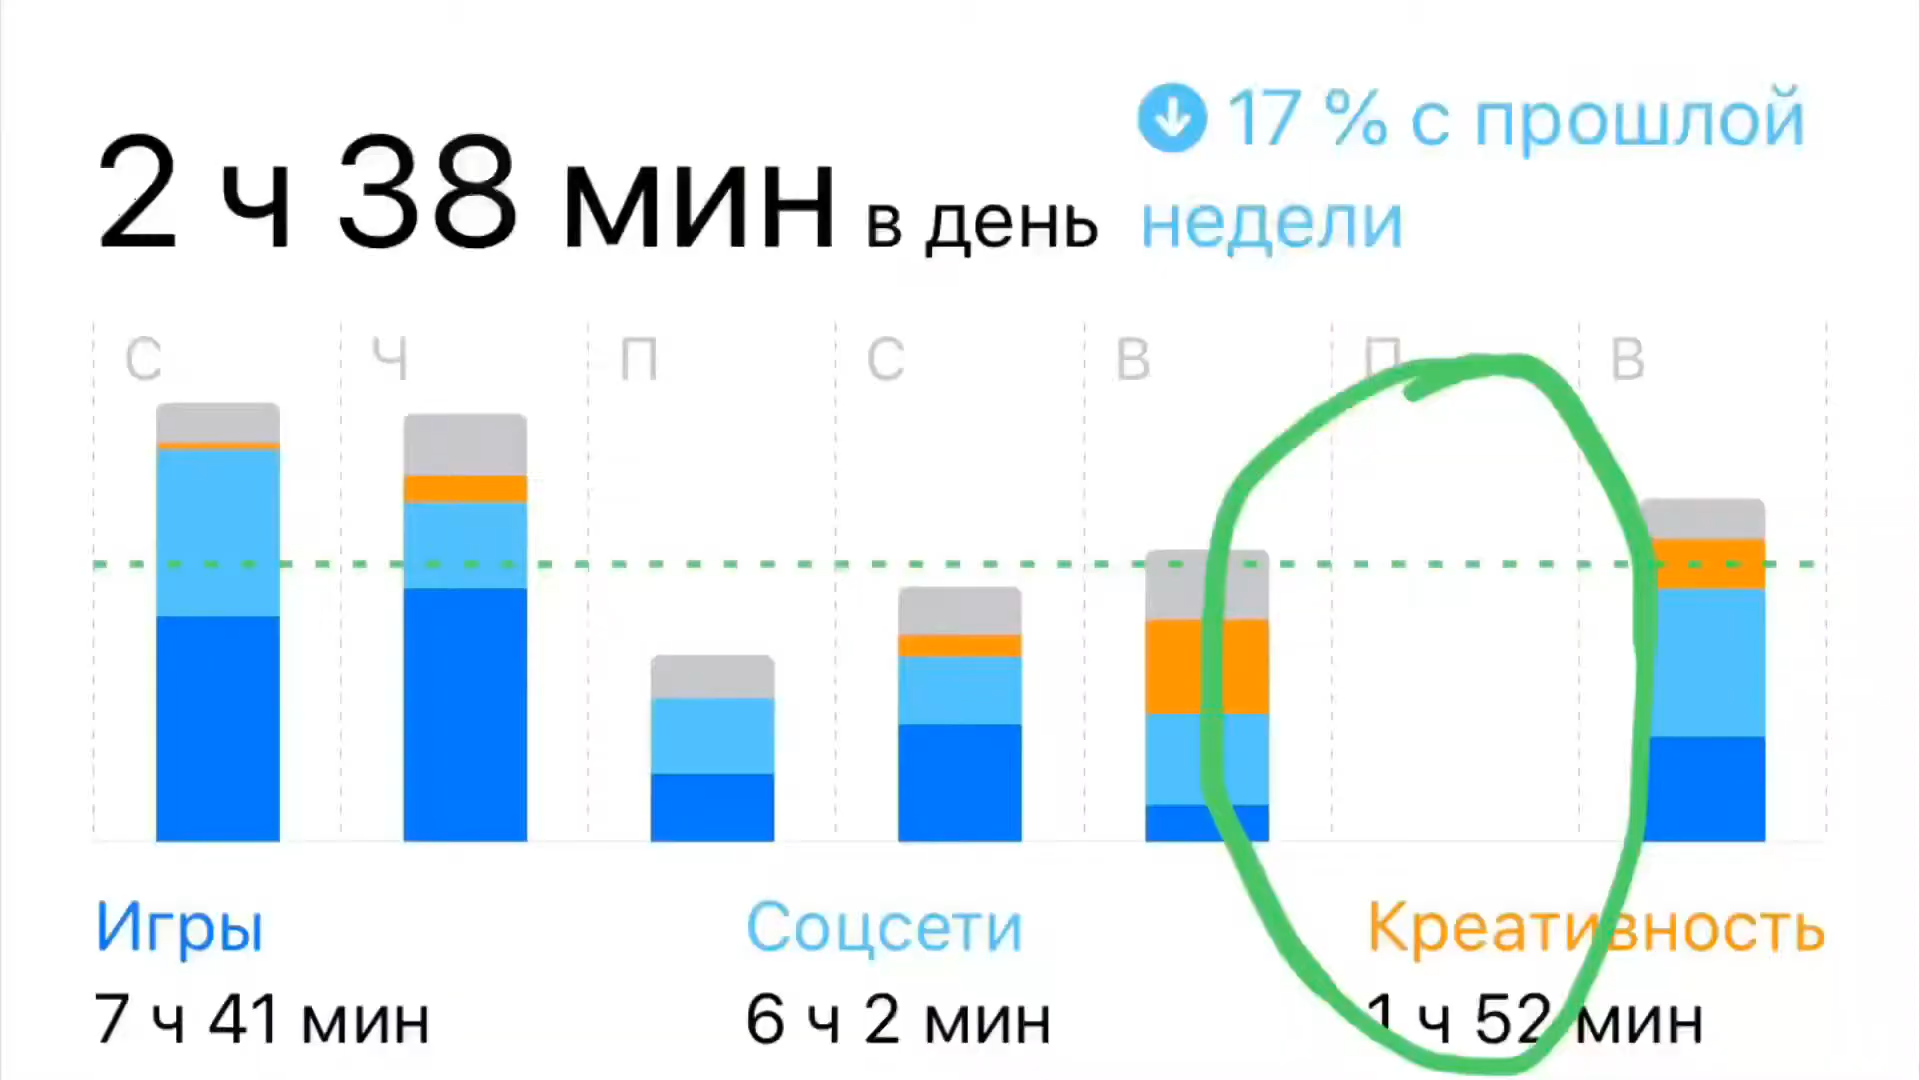 17 % с прошлой
2 ч 38 мин в день недели
С Ч П С В П В
Игры Соцсети Креативность
7 ч 41 мин 6 ч 2 мин 1 ч 52 мин